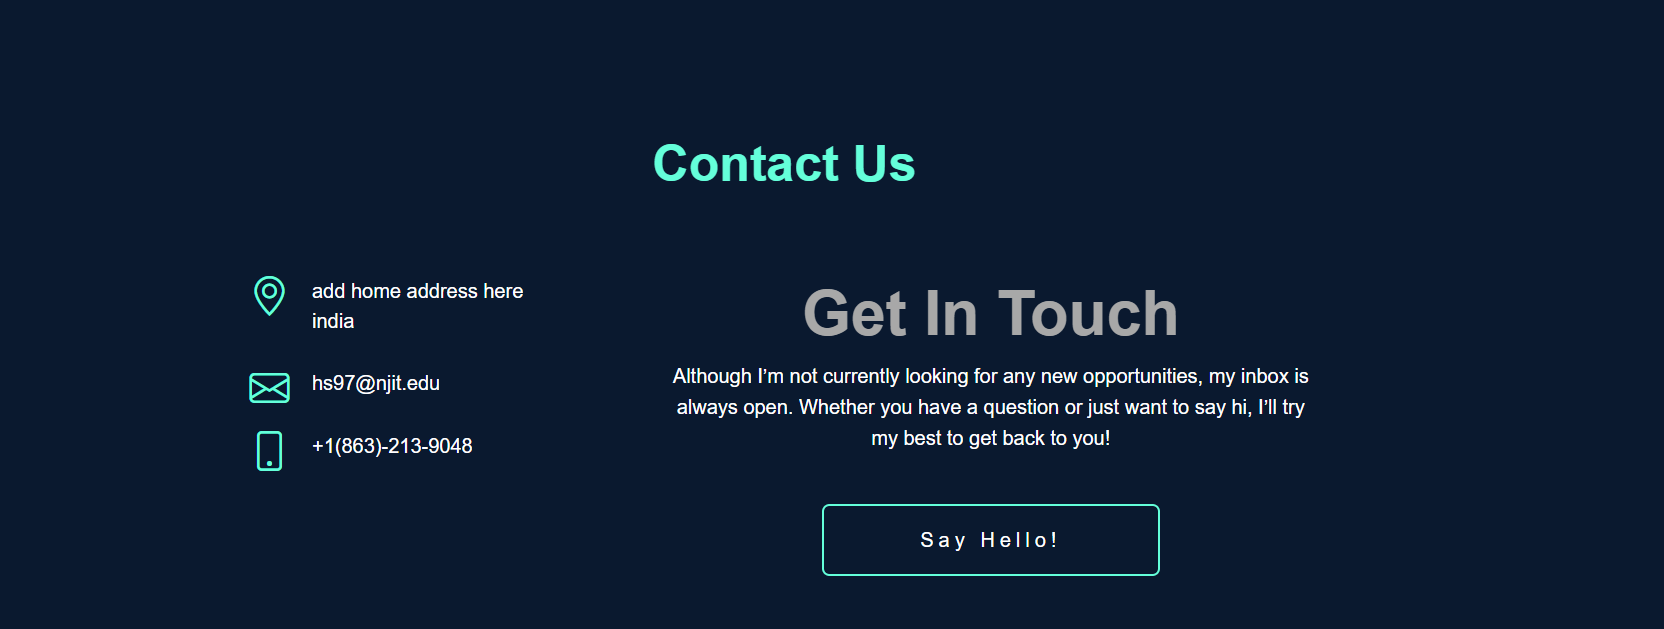 Contact Us
add home address here
india
hs97@njit.edu
+1(863)-213-9048
Get In Touch
Although I’m not currently looking for any new opportunities, my inbox is
always open. Whether you have a question or just want to say hi, I’ll try
my best to get back to you!
Say Hello!